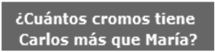 ¿Cuántos cromos tiene
Carlos más que María?